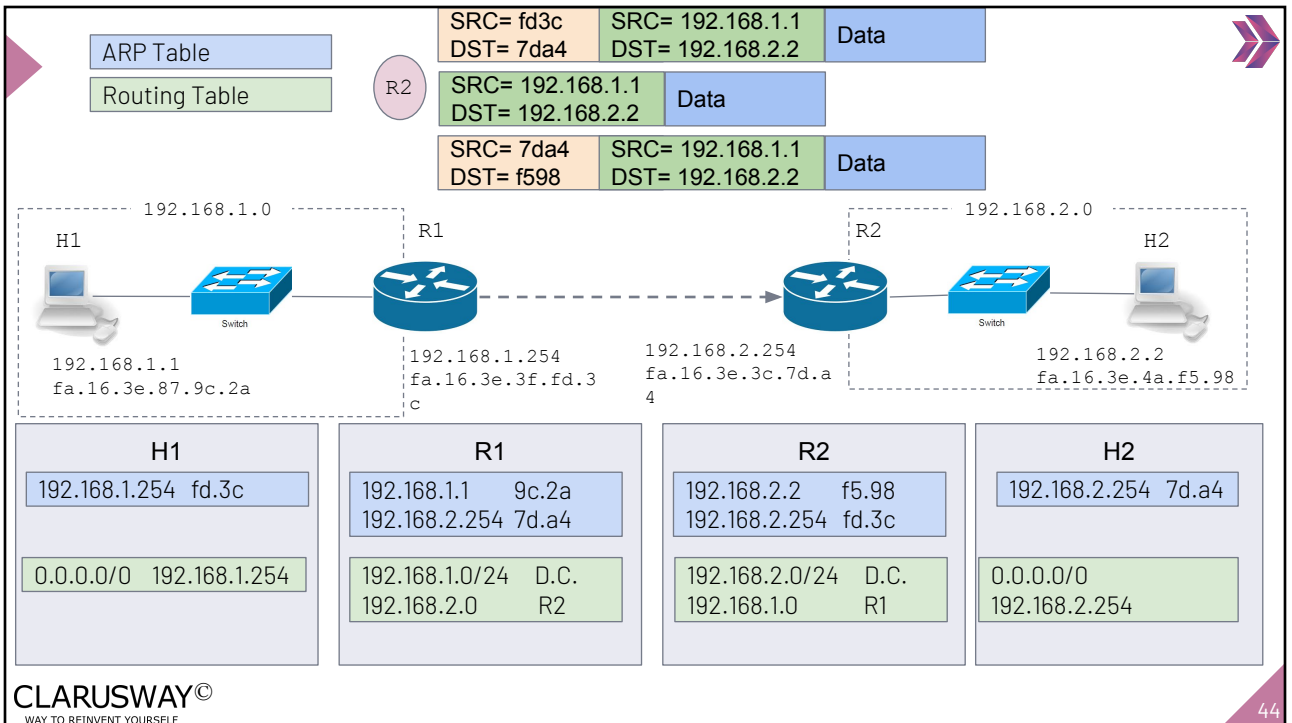 SRC= fd3c
DST= 7da4
SRC= 192.168.1.1
DST= 192.168.2.2
Data
ARP Table
Routing Table
R2
SRC= 192.168.1.1
DST= 192.168.2.2
Data
SRC= 7da4
DST= f598
SRC= 192.168.1.1
DST= 192.168.2.2
Data
192.168.1.0
192.168.2.0
H1
R1
R2
H2
Switch
Switch
192.168.1.1
fa.16.3e.87.9c.2a
192.168.1.254
fa.16.3e.3f.fd.3
c
192.168.2.254
fa.16.3e.3c.7d.a
4
192.168.2.2
fa.16.3e.4a.f5.98
H1
192.168.1.254 fd.3c
0.0.0.0/0 192.168.1.254
R1
192.168.1.1 9c.2a
192.168.2.254 7d.a4
192.168.1.0/24 D.C.
192.168.2.0 R2
R2
192.168.2.2 f5.98
192.168.2.254 fd.3c
192.168.2.0/24 D.C.
192.168.1.0 R1
H2
192.168.2.254 7d.a4
0.0.0.0/0
192.168.2.254
CLARUSWAY©
WAY TO REINVENT YOURSELF
44